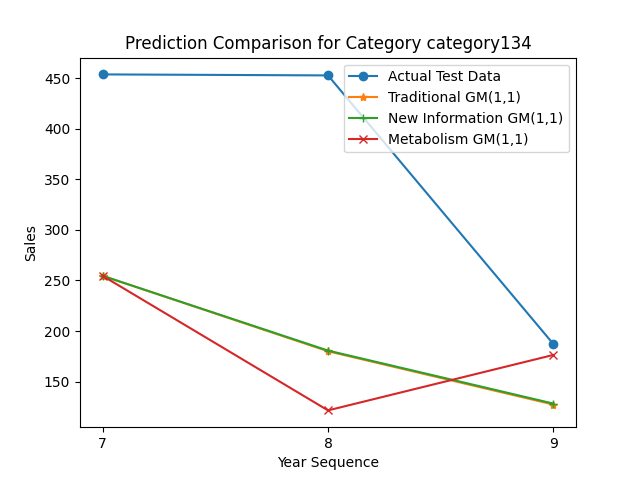 Prediction Comparison for Category category134
Actual Test Data
Traditional GM(1,1)
New Information GM(1,1)
Metabolism GM(1,1)
450
400
350
300
250
200
150
Sales
7
8
9
Year Sequence